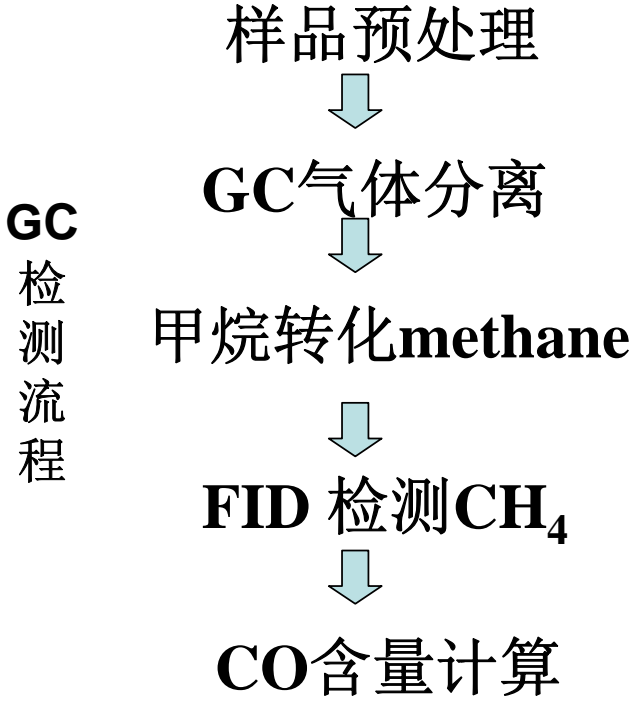 样品预处理
GC气体分离
甲烷转化methane
FID 检测CH₄
CO含量计算
GC
检
测
流
程